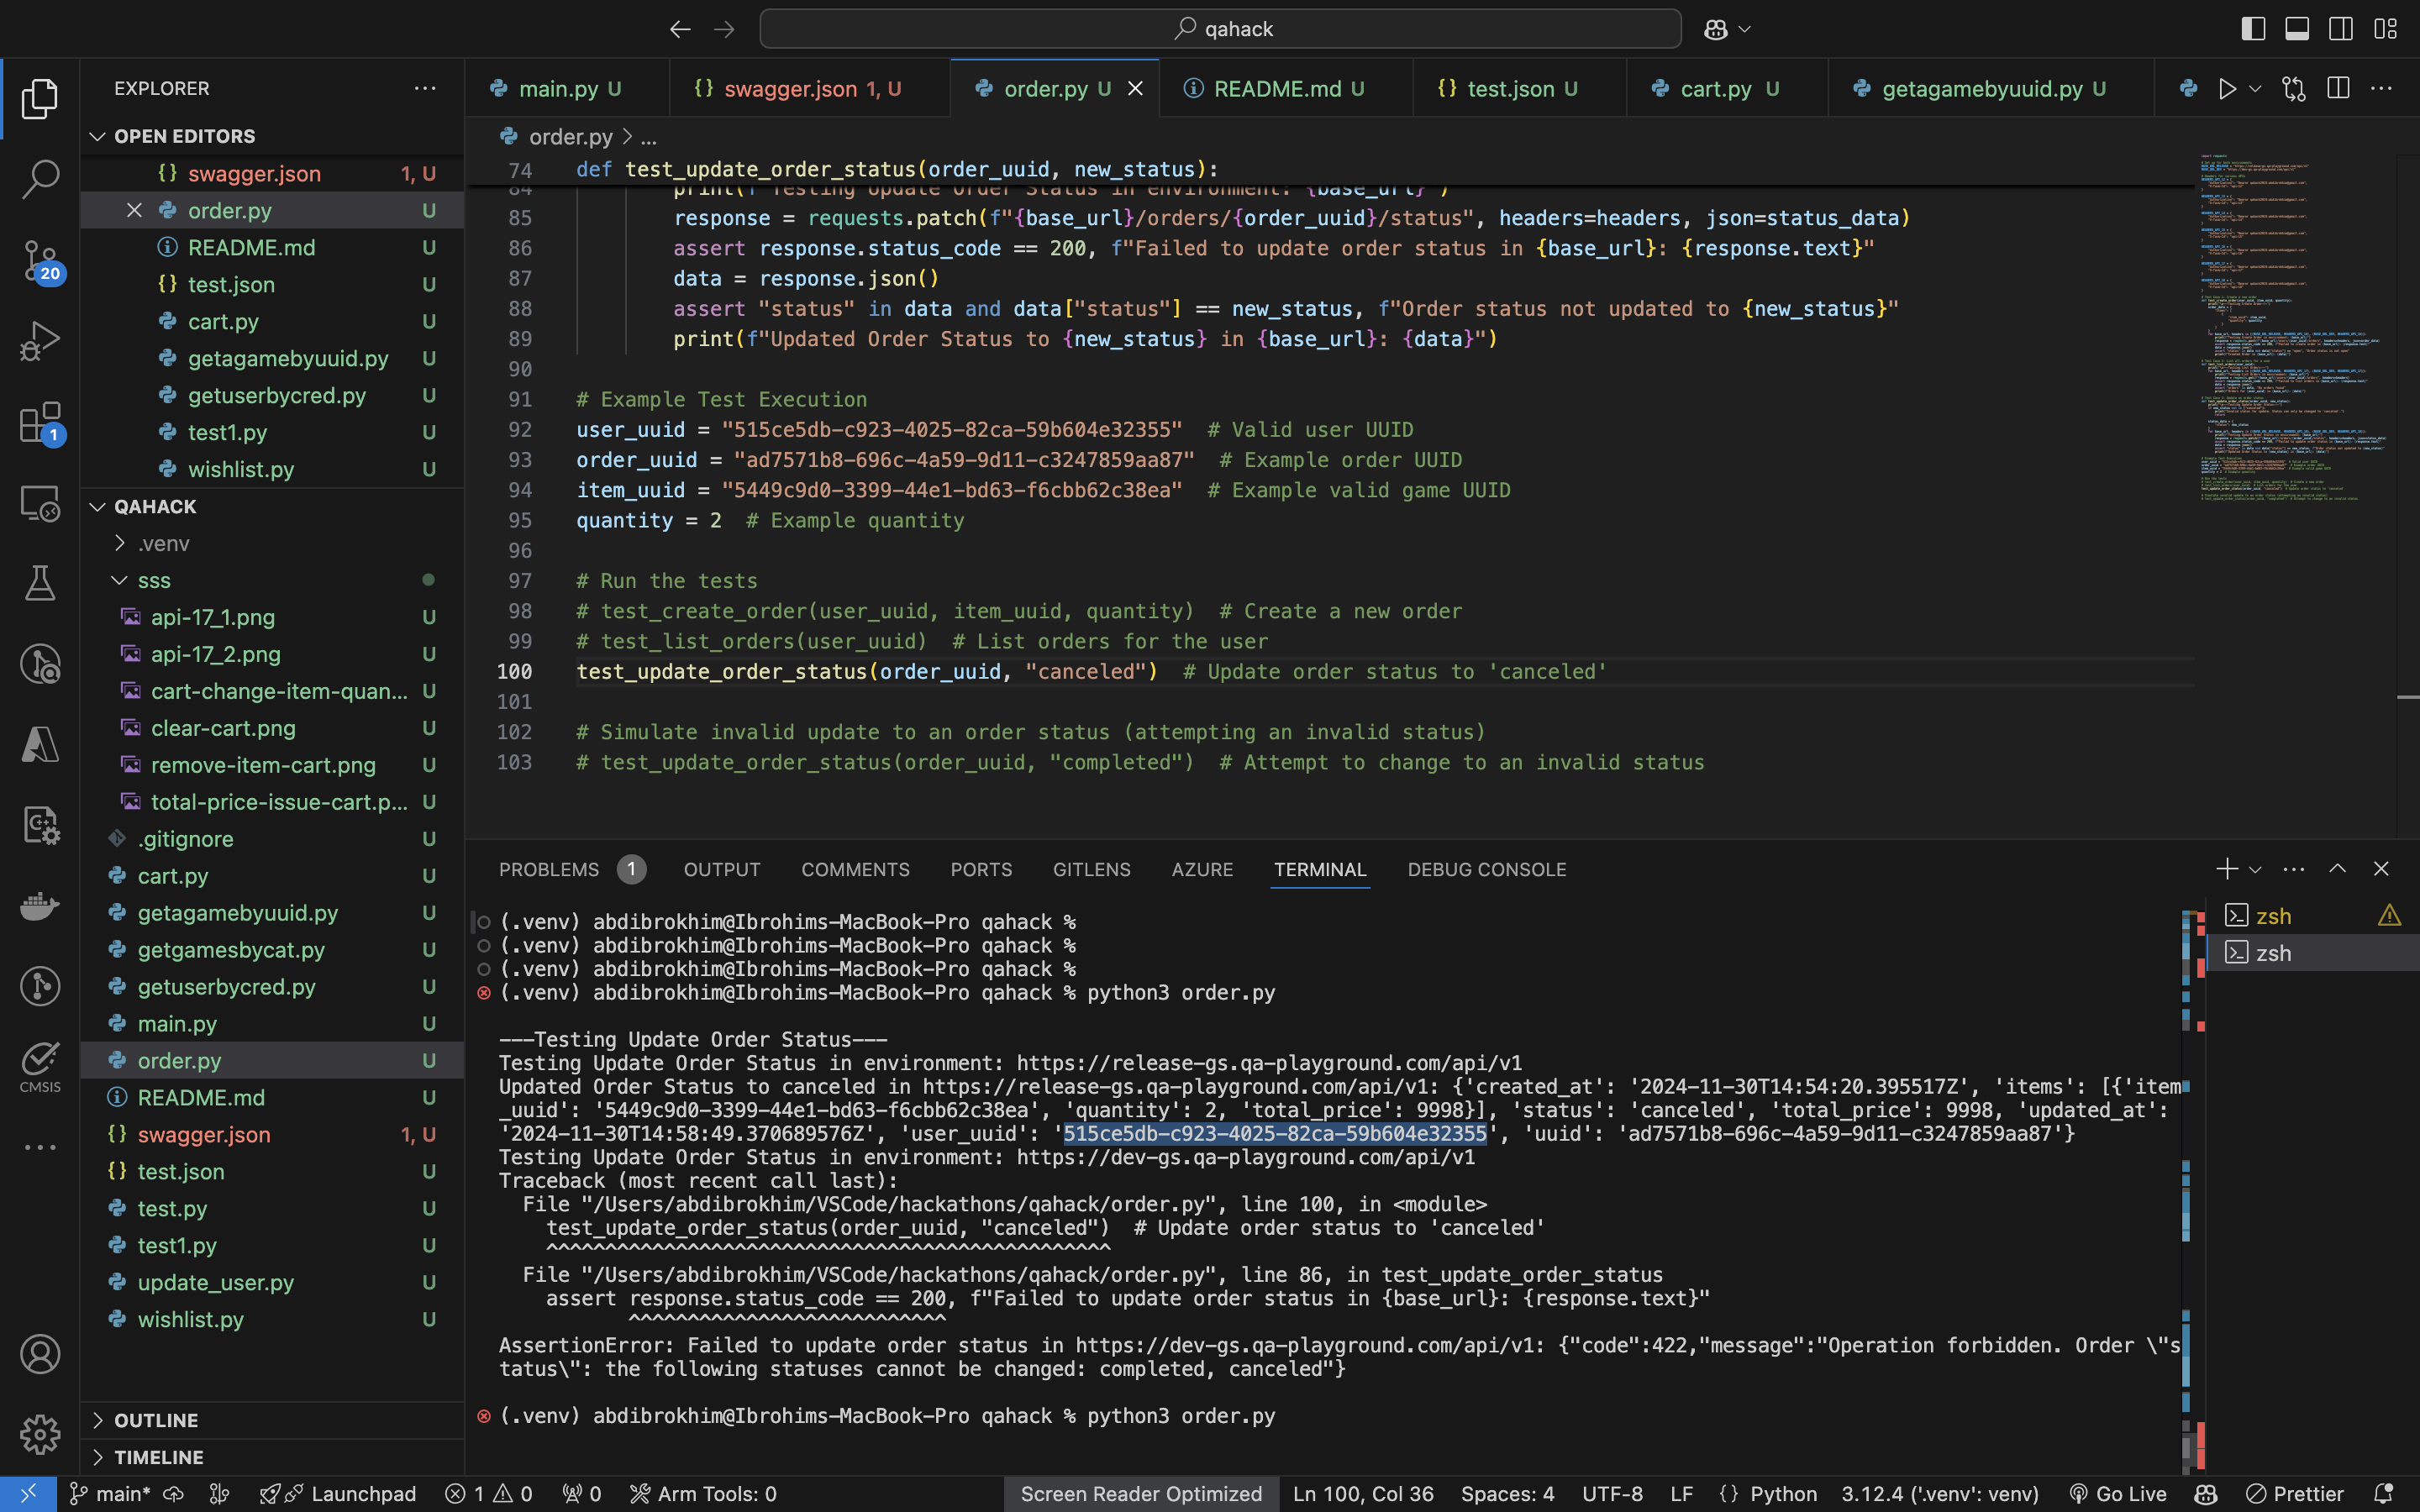 qahack
EXPLORER
OPEN EDITORS
swagger.json 1, U
order.py U
README.md U
test.json U
cart.py U
getagamebyuuid.py U
getuserbycred.py U
test1.py U
wishlist.py U
QAHACK
.venv
sss
api-17_1.png U
api-17_2.png U
cart-change-item-quan... U
clear-cart.png U
remove-item-cart.png U
total-price-issue-cart.p... U
.gitignore U
cart.py U
getagamebyuuid.py U
getgamesbycat.py U
getuserbycred.py U
main.py U
order.py U
README.md U
swagger.json 1, U
test.json U
test.py U
test1.py U
update_user.py U
wishlist.py U
OUTLINE
TIMELINE
20
1
CMSIS
main.py U
swagger.json 1, U
order.py U
README.md U
test.json U
cart.py U
getagamebyuuid.py U
order.py > ...
74 def test_update_order_status(order_uuid, new_status):
84 print(f"Testing Update Order Status in environment: {base_url}")
85 response = requests.patch(f"{base_url}/orders/{order_uuid}/status", headers=headers, json=status_data)
86 assert response.status_code == 200, f"Failed to update order status in {base_url}: {response.text}"
87 data = response.json()
88 assert "status" in data and data["status"] == new_status, f"Order status not updated to {new_status}"
89 print(f"Updated Order Status to {new_status} in {base_url}: {data}")
90
91 # Example Test Execution
92 user_uuid = "515ce5db-c923-4025-82ca-59b604e32355"  # Valid user UUID
93 order_uuid = "ad7571b8-696c-4a59-9d11-c3247859aa87"  # Example order UUID
94 item_uuid = "5449c9d0-3399-44e1-bd63-f6cbb62c38ea"  # Example valid game UUID
95 quantity = 2  # Example quantity
96
97 # Run the tests
98 # test_create_order(user_uuid, item_uuid, quantity)  # Create a new order
99 # test_list_orders(user_uuid)  # List orders for the user
100 test_update_order_status(order_uuid, "canceled")  # Update order status to 'canceled'
101
102 # Simulate invalid update to an order status (attempting an invalid status)
103 # test_update_order_status(order_uuid, "completed")  # Attempt to change to an invalid status
PROBLEMS 1 OUTPUT COMMENTS PORTS GITLENS AZURE TERMINAL DEBUG CONSOLE
(.venv) abdibrokhim@Ibrohims-MacBook-Pro qahack %
(.venv) abdibrokhim@Ibrohims-MacBook-Pro qahack %
(.venv) abdibrokhim@Ibrohims-MacBook-Pro qahack %
(.venv) abdibrokhim@Ibrohims-MacBook-Pro qahack % python3 order.py
---Testing Update Order Status---
Testing Update Order Status in environment: https://release-gs.qa-playground.com/api/v1
Updated Order Status to canceled in https://release-gs.qa-playground.com/api/v1: {'created_at': '2024-11-30T14:54:20.395517Z', 'items': [{'item
_uuid': '5449c9d0-3399-44e1-bd63-f6cbb62c38ea', 'quantity': 2, 'total_price': 9998}], 'status': 'canceled', 'total_price': 9998, 'updated_at':
'2024-11-30T14:58:49.370689576Z', 'user_uuid': '515ce5db-c923-4025-82ca-59b604e32355', 'uuid': 'ad7571b8-696c-4a59-9d11-c3247859aa87'}
Testing Update Order Status in environment: https://dev-gs.qa-playground.com/api/v1
Traceback (most recent call last):
File "/Users/abdibrokhim/VSCode/hackathons/qahack/order.py", line 100, in <module>
test_update_order_status(order_uuid, "canceled")  # Update order status to 'canceled'
^^^^^^^^^^^^^^^^^^^^^^^^^^^^^^^^^^^^^^^^^^^^^^^^
File "/Users/abdibrokhim/VSCode/hackathons/qahack/order.py", line 86, in test_update_order_status
assert response.status_code == 200, f"Failed to update order status in {base_url}: {response.text}"
^^^^^^^^^^^^^^^^^^^^^^^^^^^
AssertionError: Failed to update order status in https://dev-gs.qa-playground.com/api/v1: {"code":422,"message":"Operation forbidden. Order \"s
tatus\": the following statuses cannot be changed: completed, canceled"}
(.venv) abdibrokhim@Ibrohims-MacBook-Pro qahack % python3 order.py
zsh
zsh
main* Launchpad 1 0 0 Arm Tools: 0 Screen Reader Optimized Ln 100, Col 36 Spaces: 4 UTF-8 LF {} Python 3.12.4 ('.venv': venv) Go Live Prettier